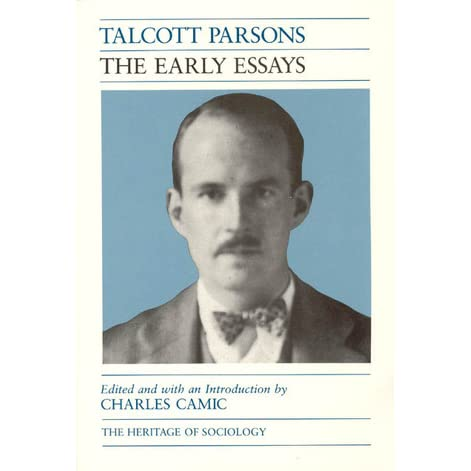 TALCOTT PARSONS
THE EARLY ESSAYS
Edited and with an Introduction by
CHARLES CAMIC
THE HERITAGE OF SOCIOLOGY